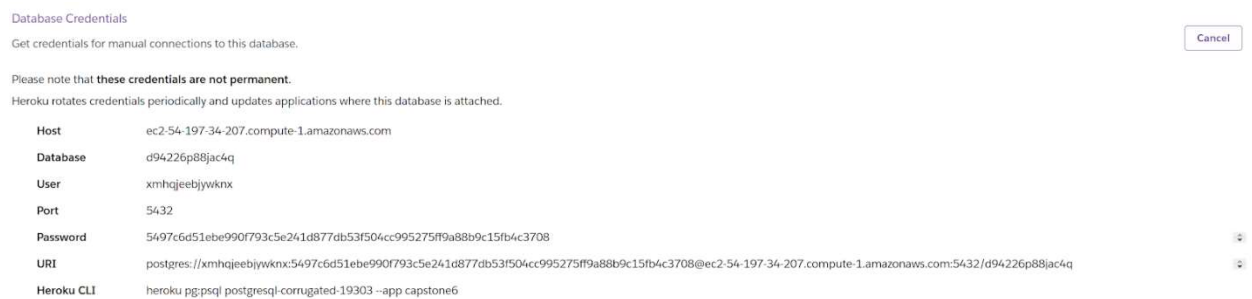 Database Credentials
Get credentials for manual connections to this database.
Cancel
Please note that these credentials are not permanent.
Heroku rotates credentials periodically and updates applications where this database is attached.
Host ec2-54-197-34-207.compute-1.amazonaws.com
Database d94226p88jac4q
User xmhqjeebjywknx
Port 5432
Password 5497c6d51ebe990f793c5e241d877db53f504cc995275ff9a88b9c15fb4c3708
URI postgres://xmhqjeebjywknx:5497c6d51ebe990f793c5e241d877db53f504cc995275ff9a88b9c15fb4c3708@ec2-54-197-34-207.compute-1.amazonaws.com:5432/d94226p88jac4q
Heroku CLI heroku pg:psql postgresql-corrugated-19303 --app capstone6